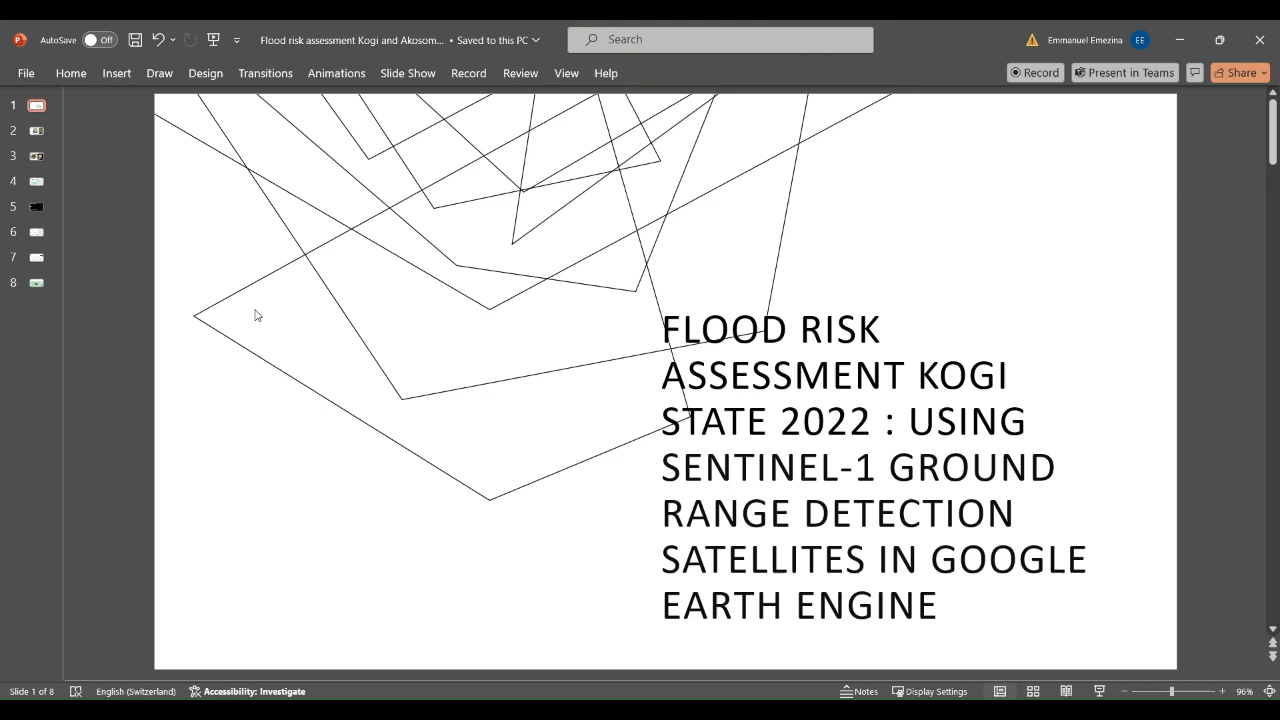 AutoSave Off Flood risk assessment Kogi and Akosom... • Saved to this PC Search Emmanuel Emezina EE
File Home Insert Draw Design Transitions Animations Slide Show Record Review View Help Record Present in Teams Share
1
2
3
4
5
6
7
8
FLOOD RISK
ASSESSMENT KOGI
STATE 2022 : USING
SENTINEL-1 GROUND
RANGE DETECTION
SATELLITES IN GOOGLE
EARTH ENGINE
Slide 1 of 8 English (Switzerland) Accessibility: Investigate Notes Display Settings 96%